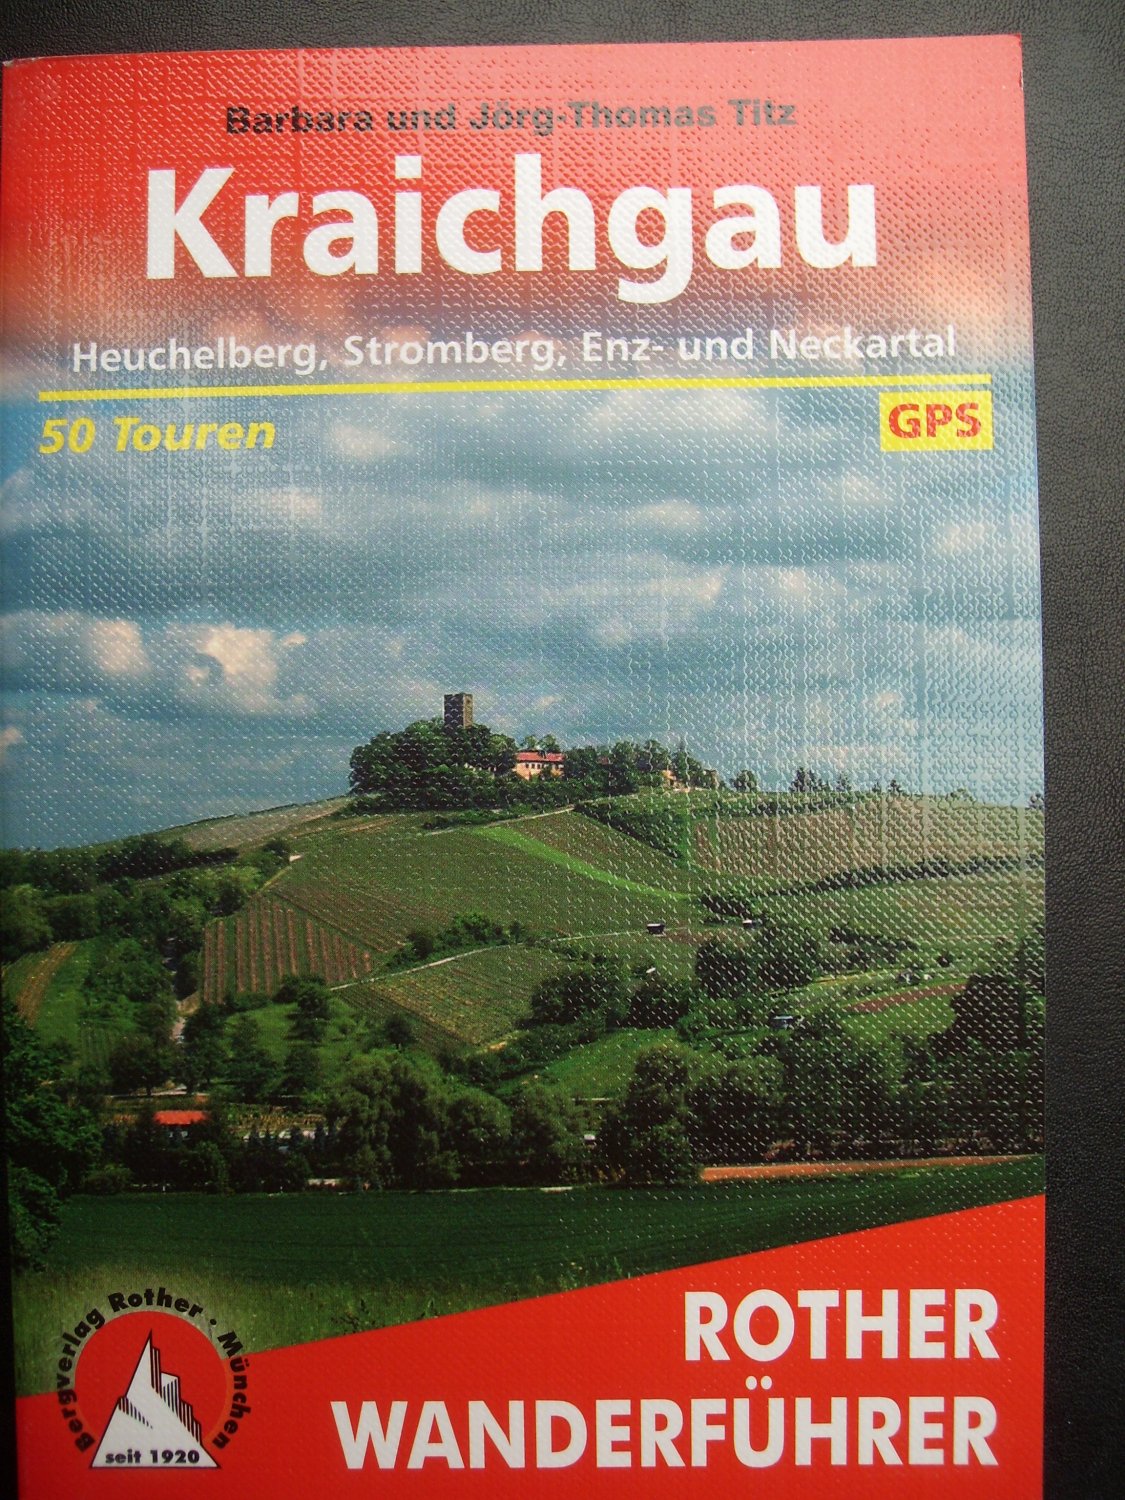 Barbara und Jörg-Thomas Titz
Kraichgau
Heuchelberg, Stromberg, Enz- und Neckartal
50 Touren
GPS
Bergverlag Rother · München
seit 1920
ROTHER
WANDERFÜHRER